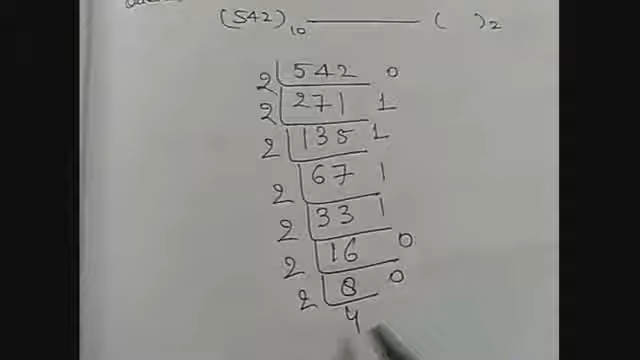 (542)10 ( )2
2 542 0
2 271 1
2 135 1
2 67 1
2 33 1
2 16 0
2 8 0
4